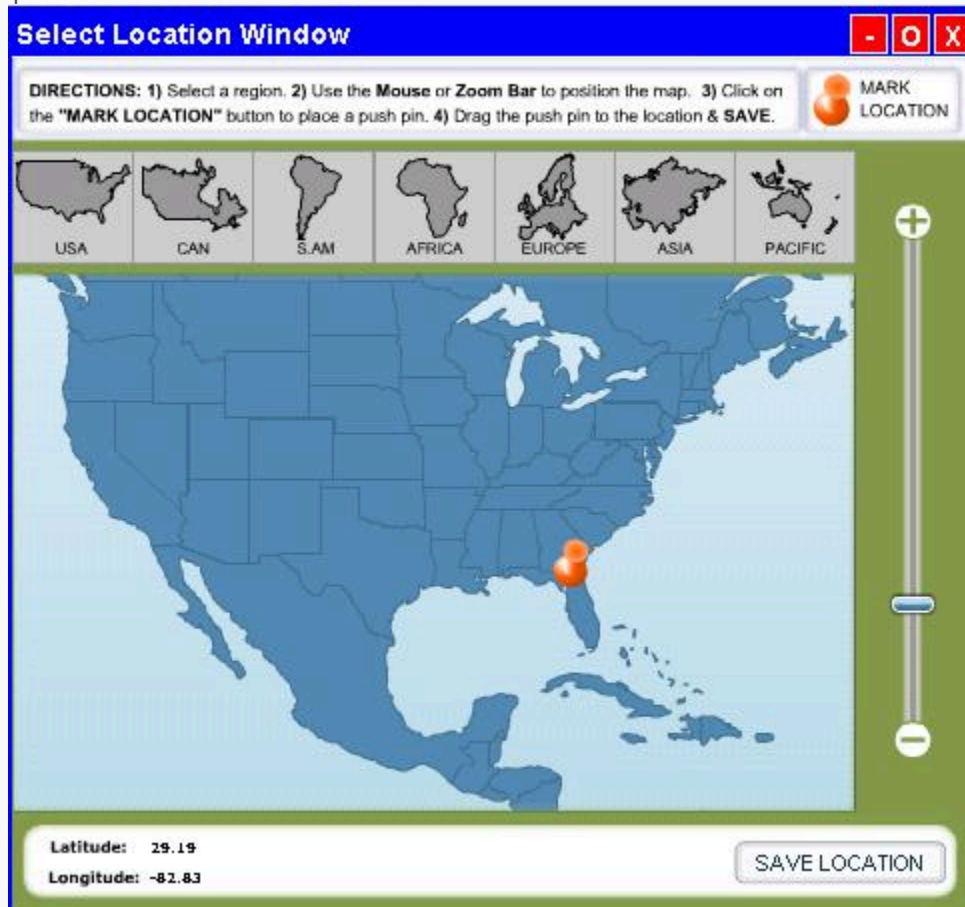 Select Location Window
- O X
DIRECTIONS: 1) Select a region. 2) Use the Mouse or Zoom Bar to position the map. 3) Click on
the "MARK LOCATION" button to place a push pin. 4) Drag the push pin to the location & SAVE.
MARK
LOCATION
USA CAN S.AM AFRICA EUROPE ASIA PACIFIC
+
−
Latitude: 29.19
Longitude: -82.83
SAVE LOCATION